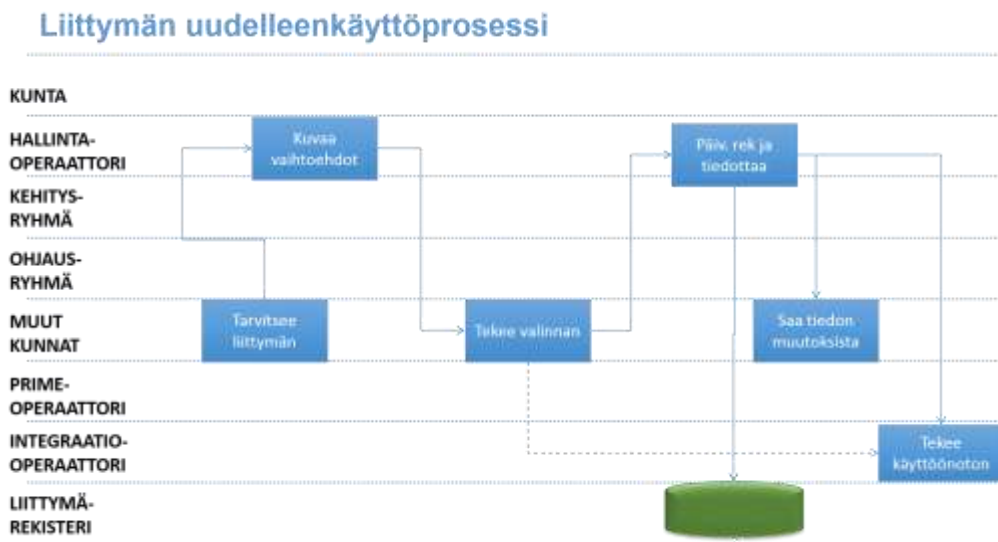 Liittymän uudelleenkäyttöprosessi
KUNTA
HALLINTA-
OPERAATTORI
Kuvaa
vaihtoehdot
Päiv. rek ja
tiedottaa
KEHITYS-
RYHMÄ
OHJAUS-
RYHMÄ
MUUT
KUNNAT
Tarvitsee
liittymän
Tekee valinnan
Saa tiedon
muutoksista
PRIME-
OPERAATTORI
INTEGRAATIO-
OPERAATTORI
Tekee
käyttöönoton
LIITTYMÄ-
REKISTERI